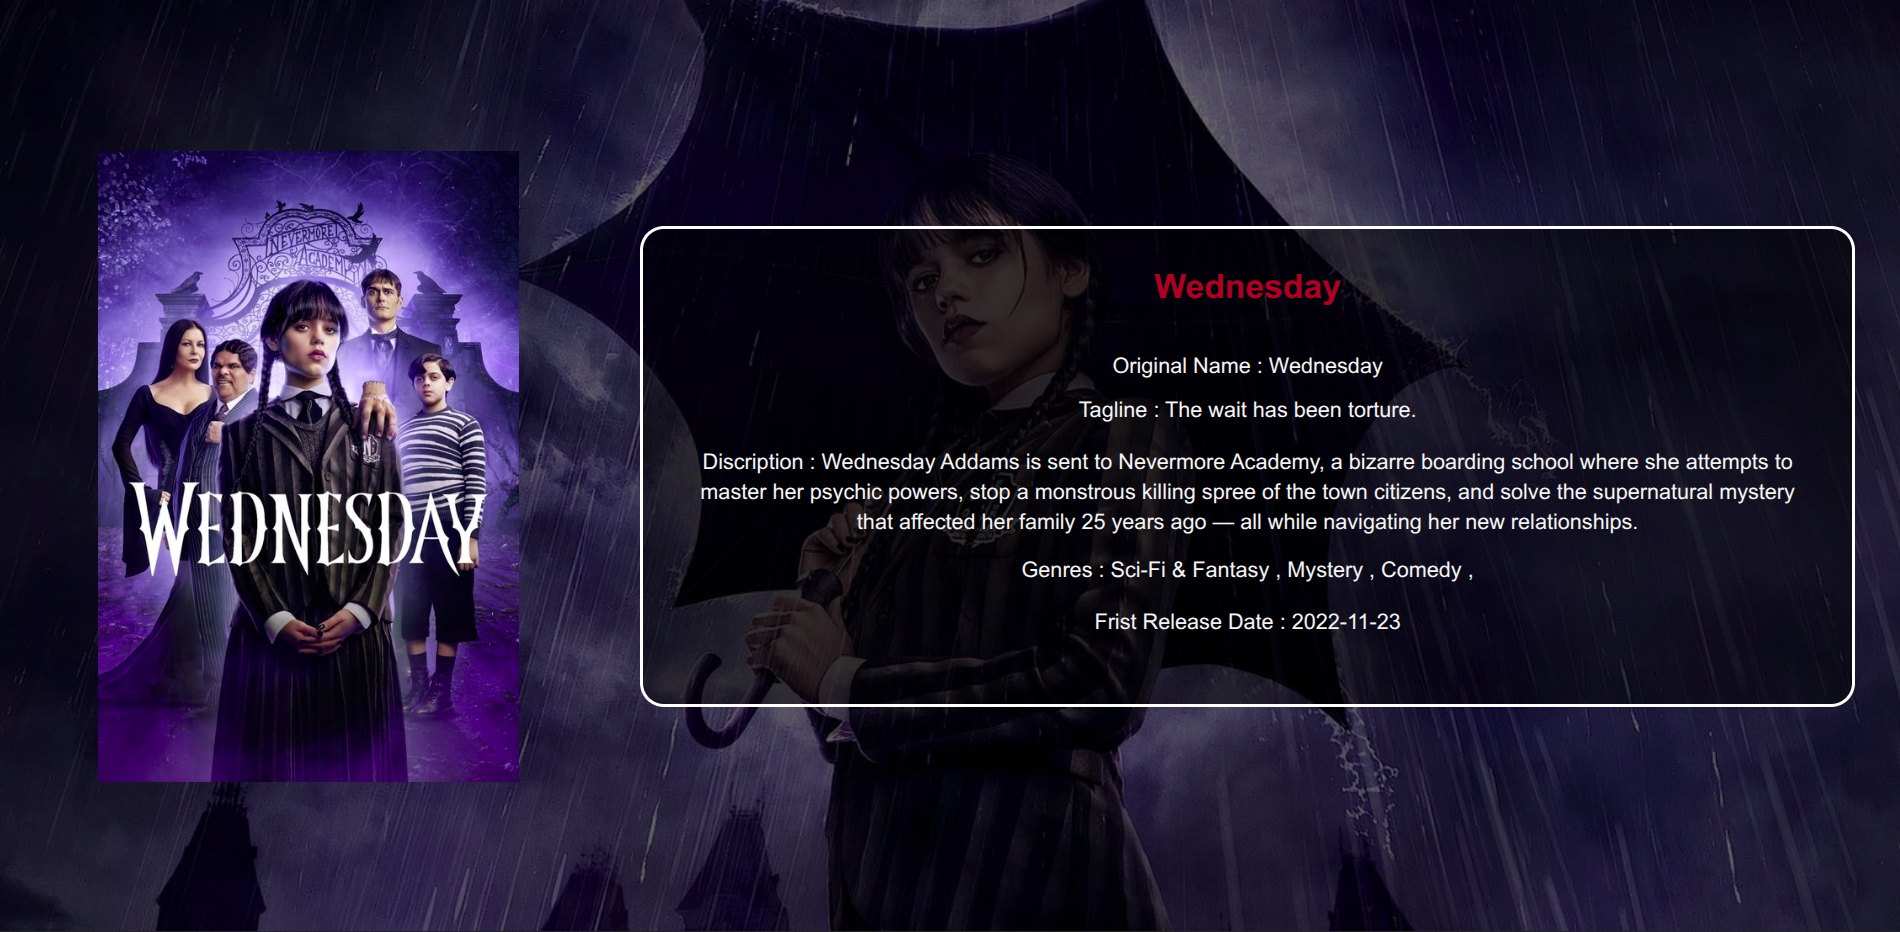 NEVERMORE
ACADEMY
WEDNESDAY
Wednesday
Original Name : Wednesday
Tagline : The wait has been torture.
Discription : Wednesday Addams is sent to Nevermore Academy, a bizarre boarding school where she attempts to
master her psychic powers, stop a monstrous killing spree of the town citizens, and solve the supernatural mystery
that affected her family 25 years ago — all while navigating her new relationships.
Genres : Sci-Fi & Fantasy , Mystery , Comedy ,
Frist Release Date : 2022-11-23